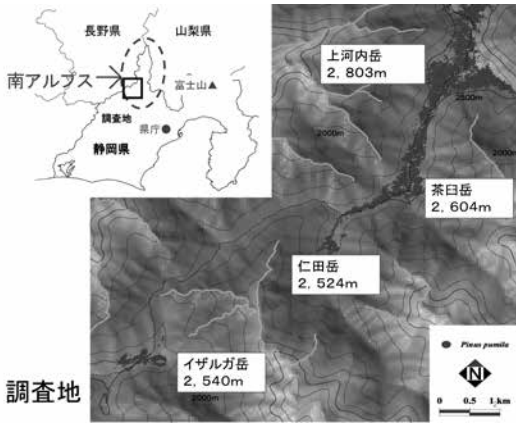 長野県
山梨県
南アルプス
富士山▲
調査地
県庁
静岡県
上河内岳
2,803m
2500m
2000m
2000m
茶臼岳
2,604m
仁田岳
2,524m
イザルガ岳
2,540m
2000m
Pinus pumila
N
0 0.5 1 km
調査地